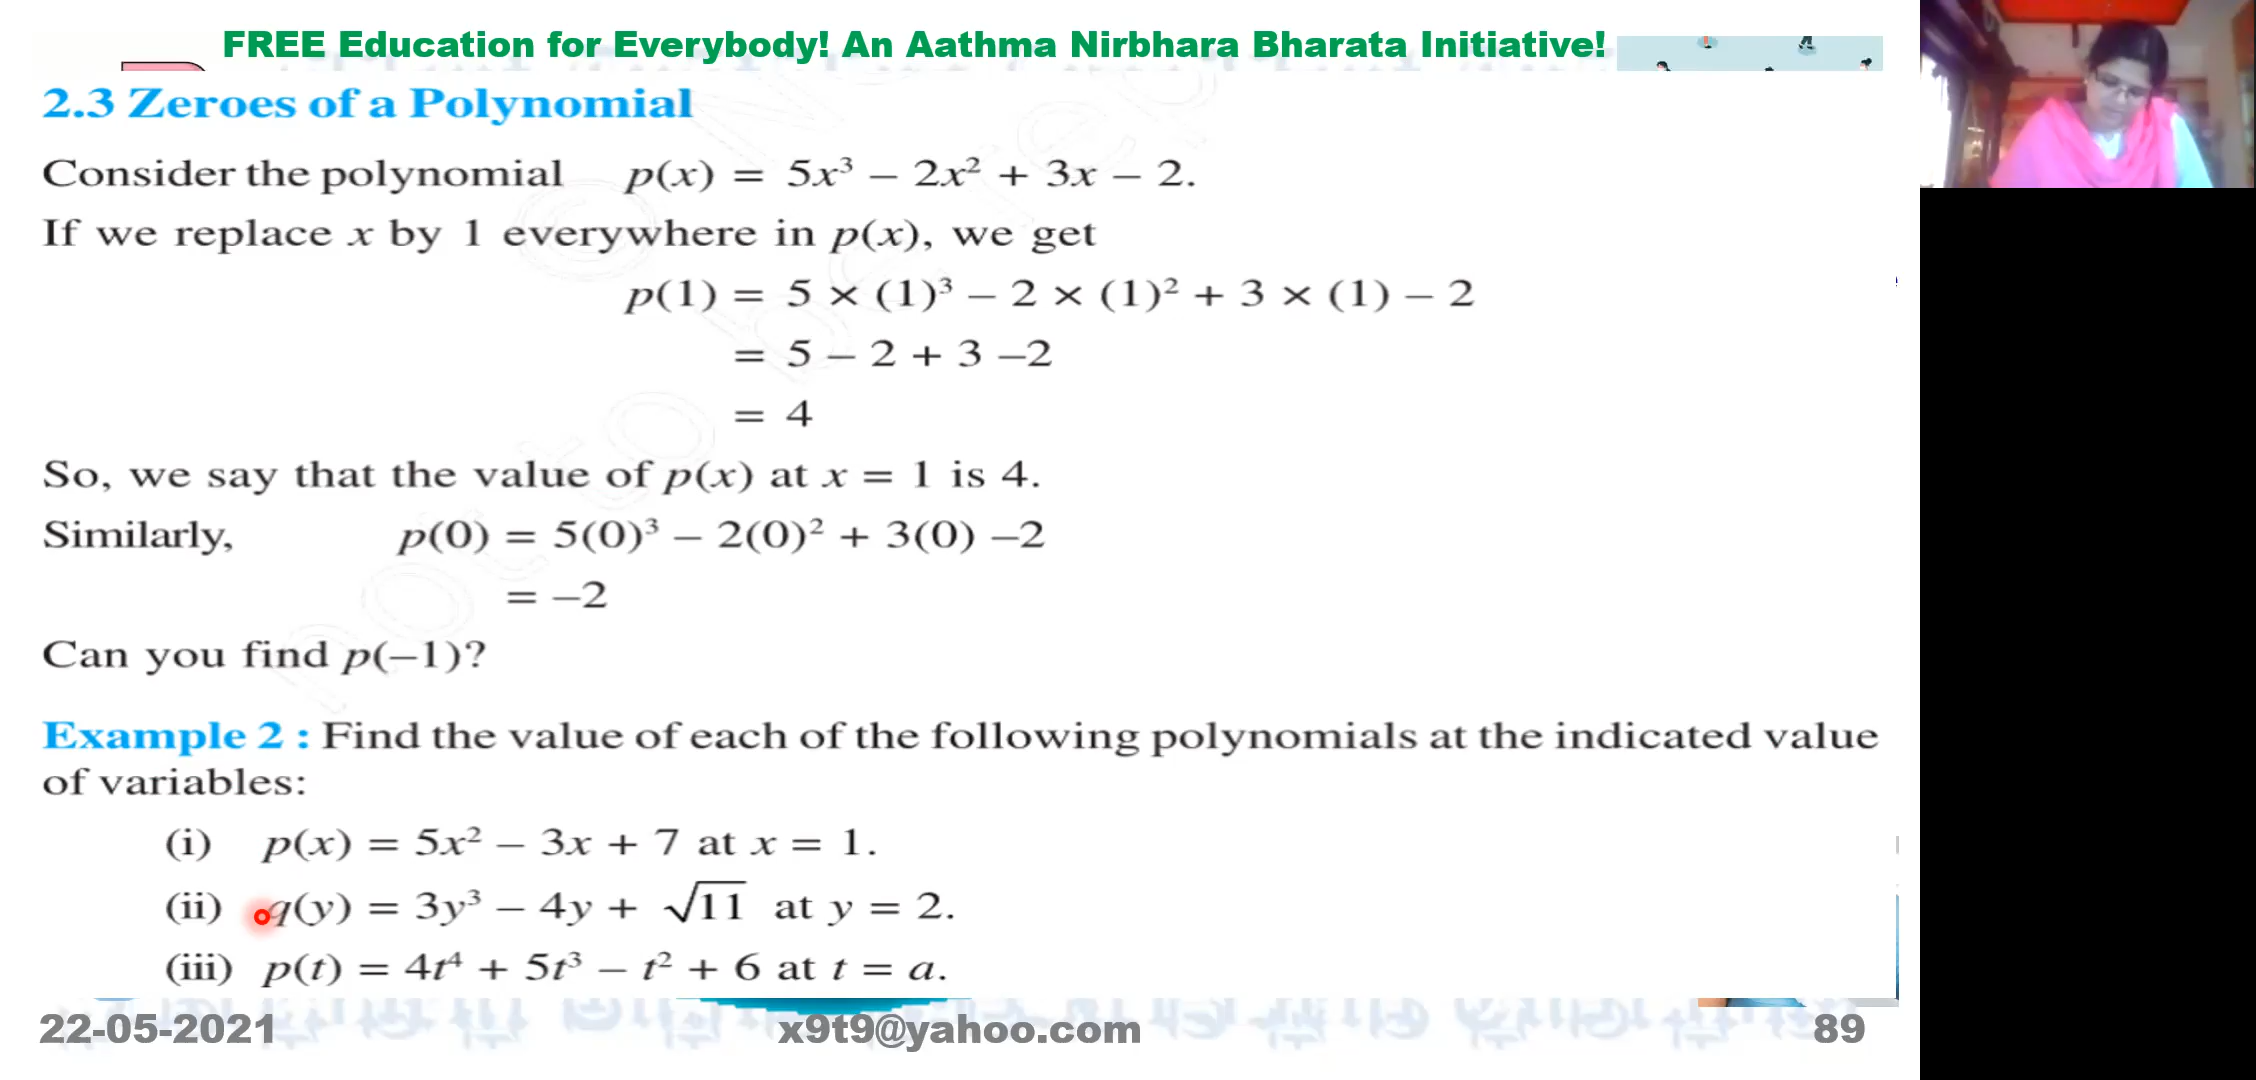 FREE Education for Everybody! An Aathma Nirbhara Bharata Initiative!
2.3 Zeroes of a Polynomial
Consider the polynomial p(x) = 5x³ – 2x² + 3x – 2.
If we replace x by 1 everywhere in p(x), we get
p(1) = 5 × (1)³ – 2 × (1)² + 3 × (1) – 2
= 5 – 2 + 3 –2
= 4
So, we say that the value of p(x) at x = 1 is 4.
Similarly, p(0) = 5(0)³ – 2(0)² + 3(0) –2
= –2
Can you find p(–1)?
Example 2 : Find the value of each of the following polynomials at the indicated value
of variables:
(i) p(x) = 5x² – 3x + 7 at x = 1.
(ii) q(y) = 3y³ – 4y + √11 at y = 2.
(iii) p(t) = 4t⁴ + 5t³ – t² + 6 at t = a.
22-05-2021 x9t9@yahoo.com 89